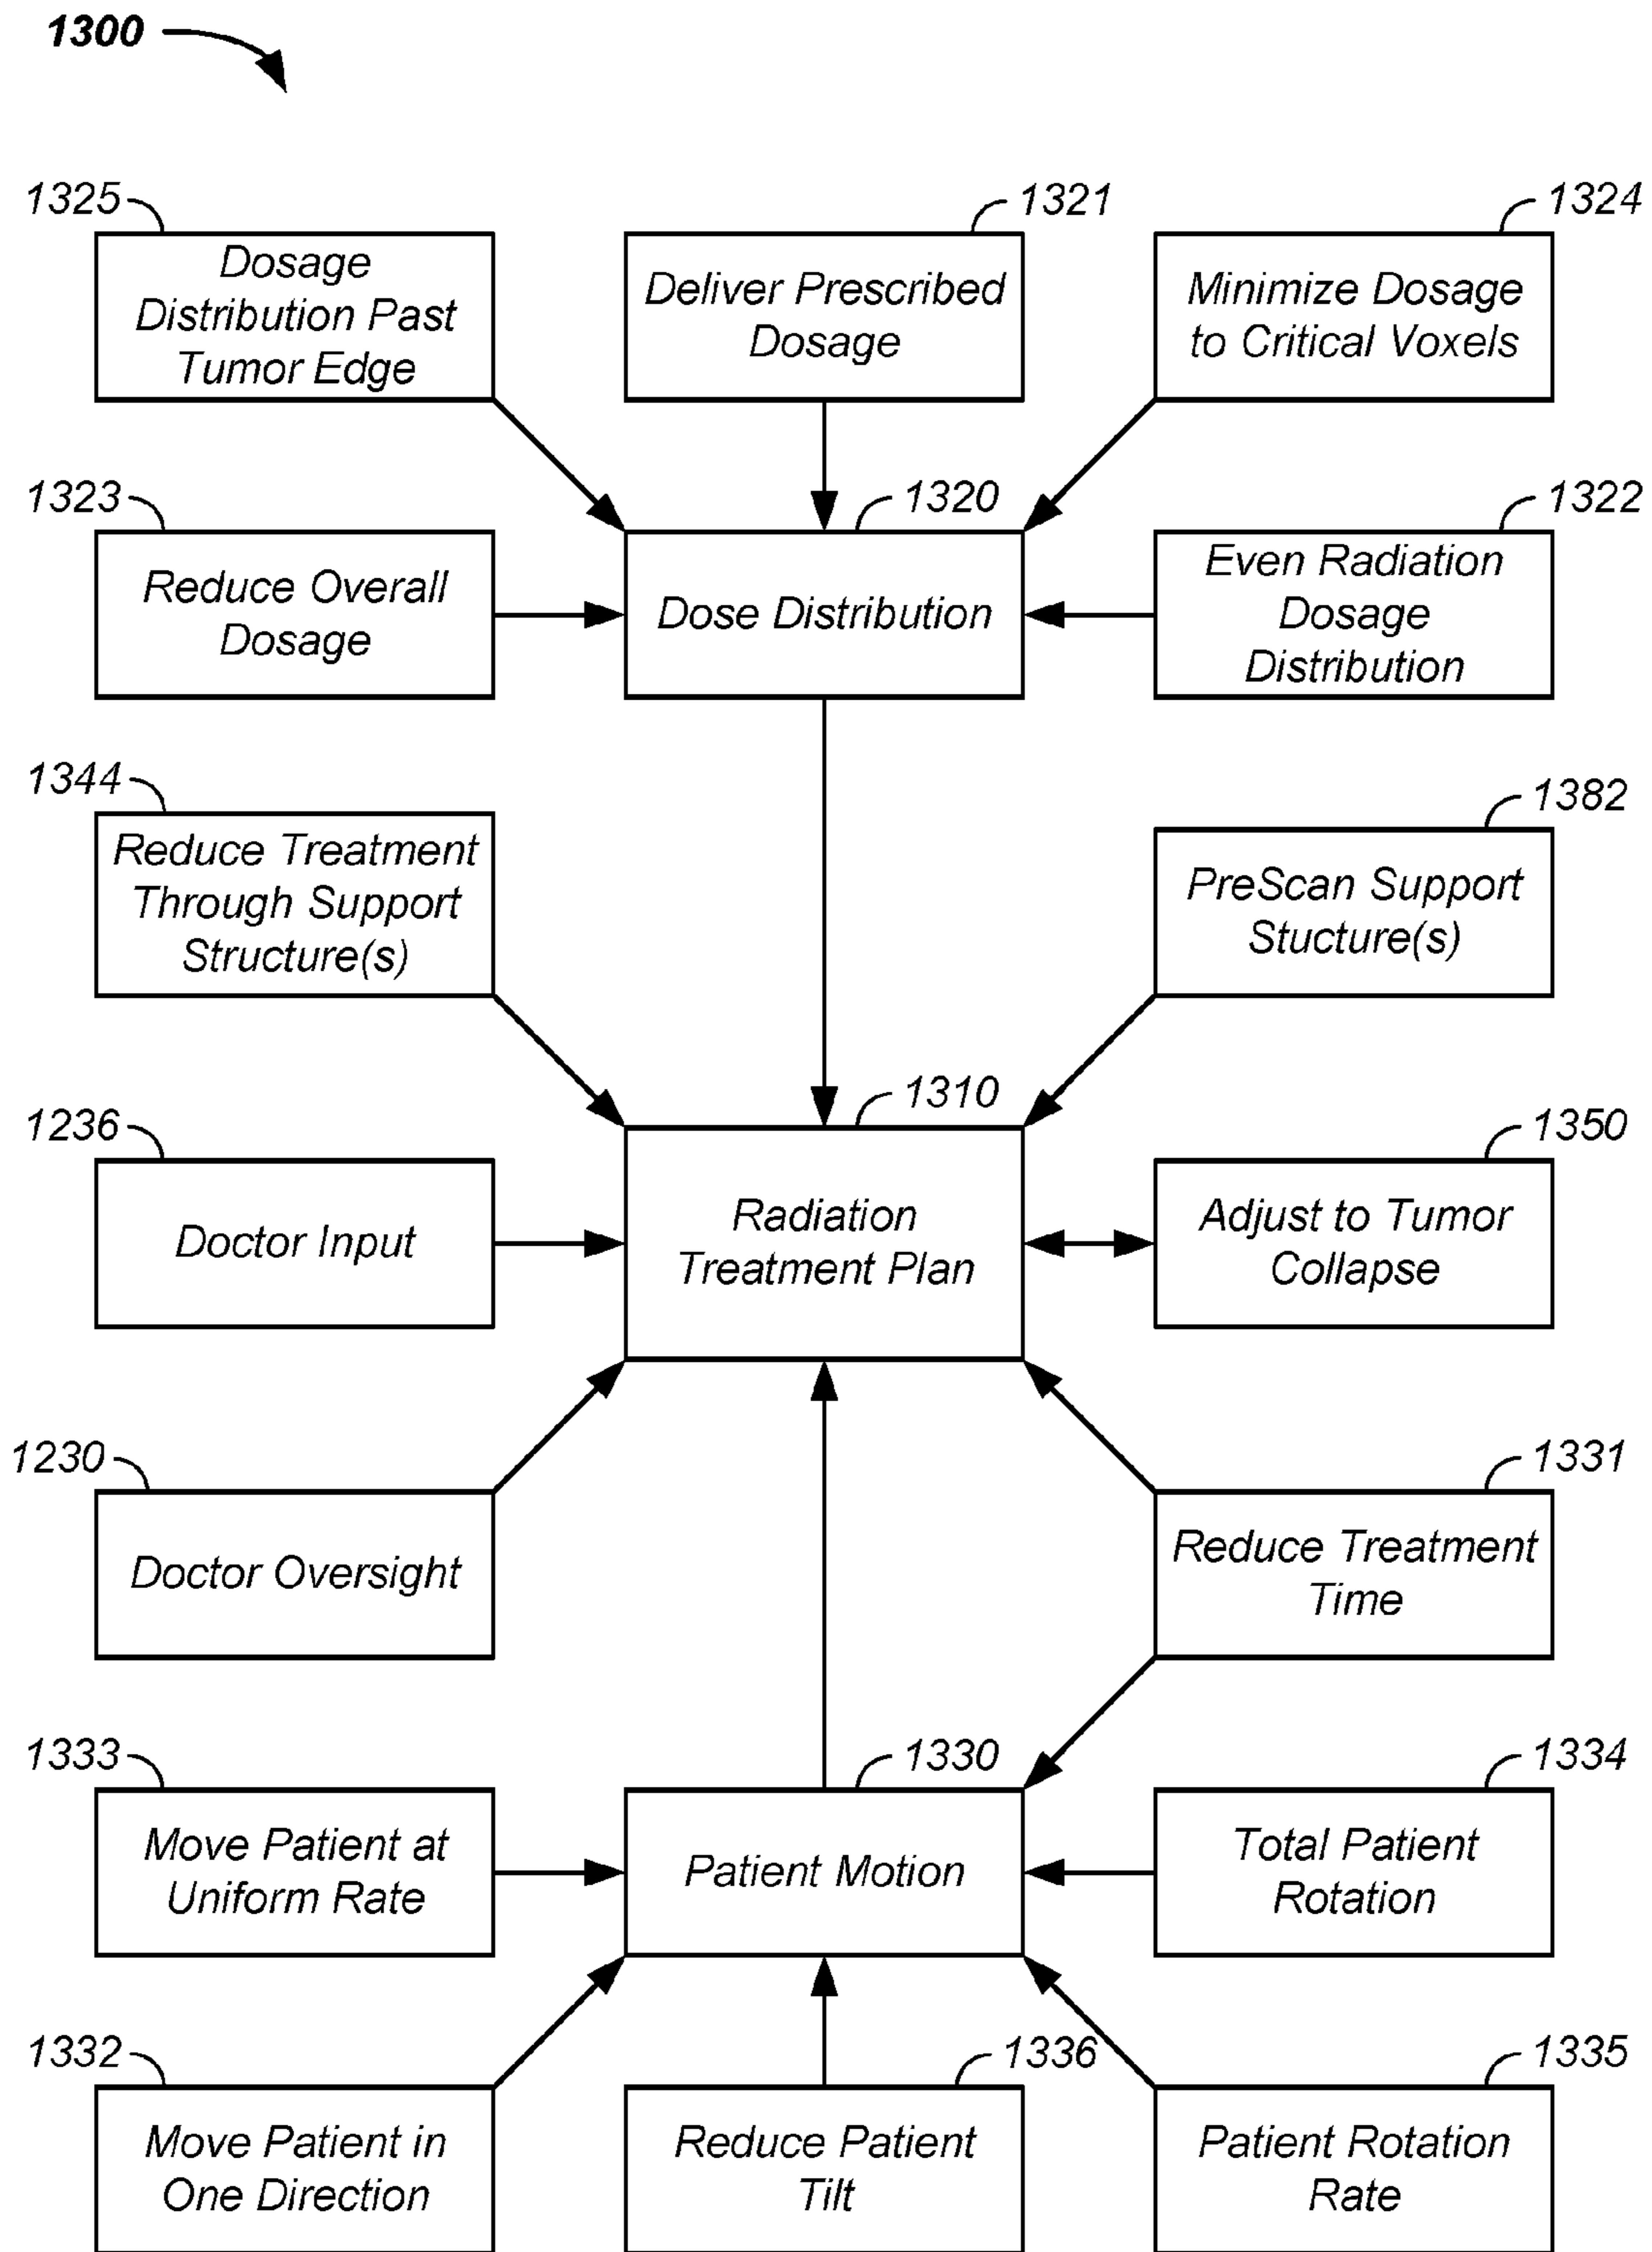 1300
1325
1321
1324
Dosage
Distribution Past
Tumor Edge
Deliver Prescribed
Dosage
Minimize Dosage
to Critical Voxels
1323
1320
1322
Reduce Overall
Dosage
Dose Distribution
Even Radiation
Dosage
Distribution
1344
1382
Reduce Treatment
Through Support
Structure(s)
PreScan Support
Stucture(s)
1310
1236
1350
Doctor Input
Radiation
Treatment Plan
Adjust to Tumor
Collapse
1230
1331
Doctor Oversight
Reduce Treatment
Time
1333
1330
1334
Move Patient at
Uniform Rate
Patient Motion
Total Patient
Rotation
1332
1336
1335
Move Patient in
One Direction
Reduce Patient
Tilt
Patient Rotation
Rate